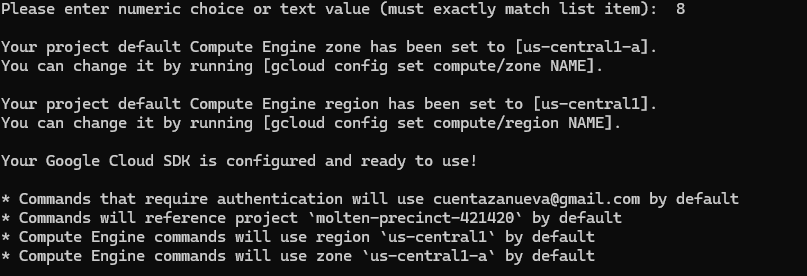 Please enter numeric choice or text value (must exactly match list item):  8
Your project default Compute Engine zone has been set to [us-central1-a].
You can change it by running [gcloud config set compute/zone NAME].
Your project default Compute Engine region has been set to [us-central1].
You can change it by running [gcloud config set compute/region NAME].
Your Google Cloud SDK is configured and ready to use!
* Commands that require authentication will use cuentazanueva@gmail.com by default
* Commands will reference project `molten-precinct-421420` by default
* Compute Engine commands will use region `us-central1` by default
* Compute Engine commands will use zone `us-central1-a` by default